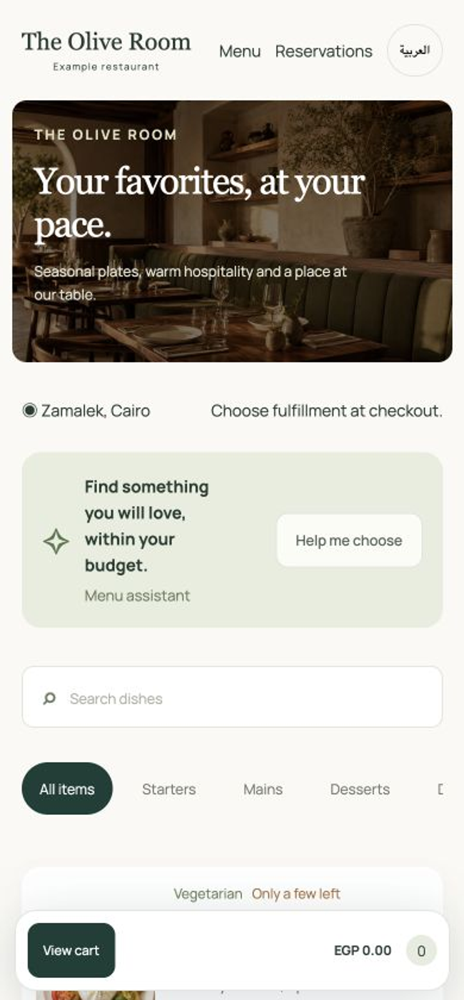 The Olive Room
Example restaurant
Menu
Reservations
العربية
THE OLIVE ROOM
Your favorites, at your
pace.
Seasonal plates, warm hospitality and a place at
our table.
Zamalek, Cairo
Choose fulfillment at checkout.
Find something
you will love,
within your
budget.
Menu assistant
Help me choose
Search dishes
All items
Starters
Mains
Desserts
Vegetarian
Only a few left
View cart
EGP 0.00
0